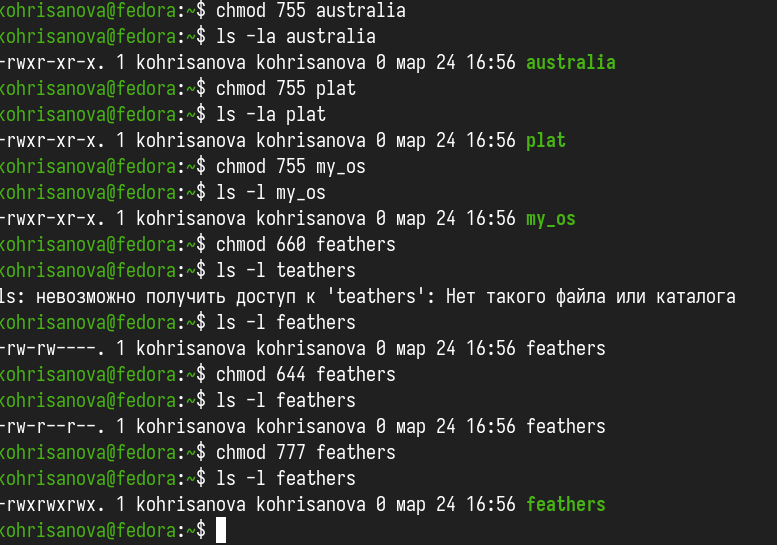 kohrisanova@fedora:~$ chmod 755 australia
kohrisanova@fedora:~$ ls -la australia
-rwxr-xr-x. 1 kohrisanova kohrisanova 0 мар 24 16:56 australia
kohrisanova@fedora:~$ chmod 755 plat
kohrisanova@fedora:~$ ls -la plat
-rwxr-xr-x. 1 kohrisanova kohrisanova 0 мар 24 16:56 plat
kohrisanova@fedora:~$ chmod 755 my_os
kohrisanova@fedora:~$ ls -l my_os
-rwxr-xr-x. 1 kohrisanova kohrisanova 0 мар 24 16:56 my_os
kohrisanova@fedora:~$ chmod 660 feathers
kohrisanova@fedora:~$ ls -l teathers
ls: невозможно получить доступ к 'teathers': Нет такого файла или каталога
kohrisanova@fedora:~$ ls -l feathers
-rw-rw----. 1 kohrisanova kohrisanova 0 мар 24 16:56 feathers
kohrisanova@fedora:~$ chmod 644 feathers
kohrisanova@fedora:~$ ls -l feathers
-rw-r--r--. 1 kohrisanova kohrisanova 0 мар 24 16:56 feathers
kohrisanova@fedora:~$ chmod 777 feathers
kohrisanova@fedora:~$ ls -l feathers
-rwxrwxrwx. 1 kohrisanova kohrisanova 0 мар 24 16:56 feathers
kohrisanova@fedora:~$